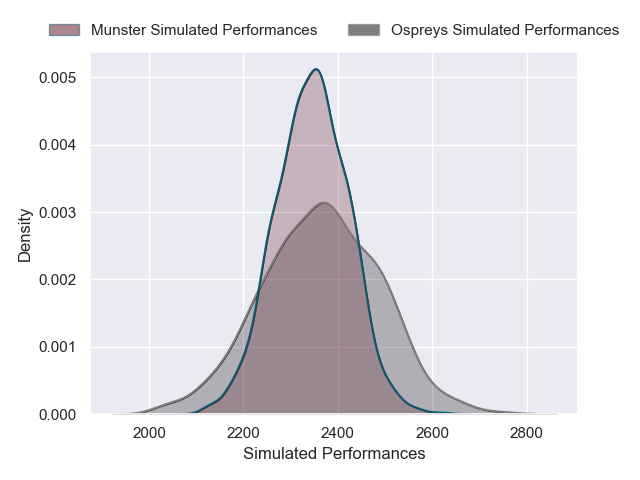 Munster Simulated Performances
Ospreys Simulated Performances
0.005
0.004
0.003
0.002
0.001
0.000
Density
2000
2200
2400
2600
2800
Simulated Performances